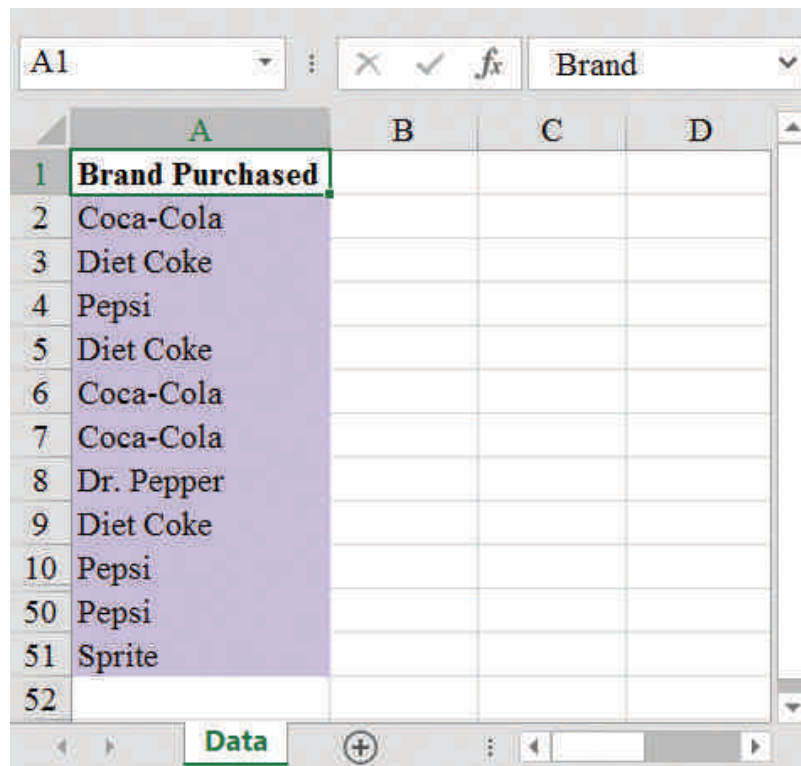 A1 fx Brand
A B C D
1 Brand Purchased
2 Coca-Cola
3 Diet Coke
4 Pepsi
5 Diet Coke
6 Coca-Cola
7 Coca-Cola
8 Dr. Pepper
9 Diet Coke
10 Pepsi
50 Pepsi
51 Sprite
52
Data